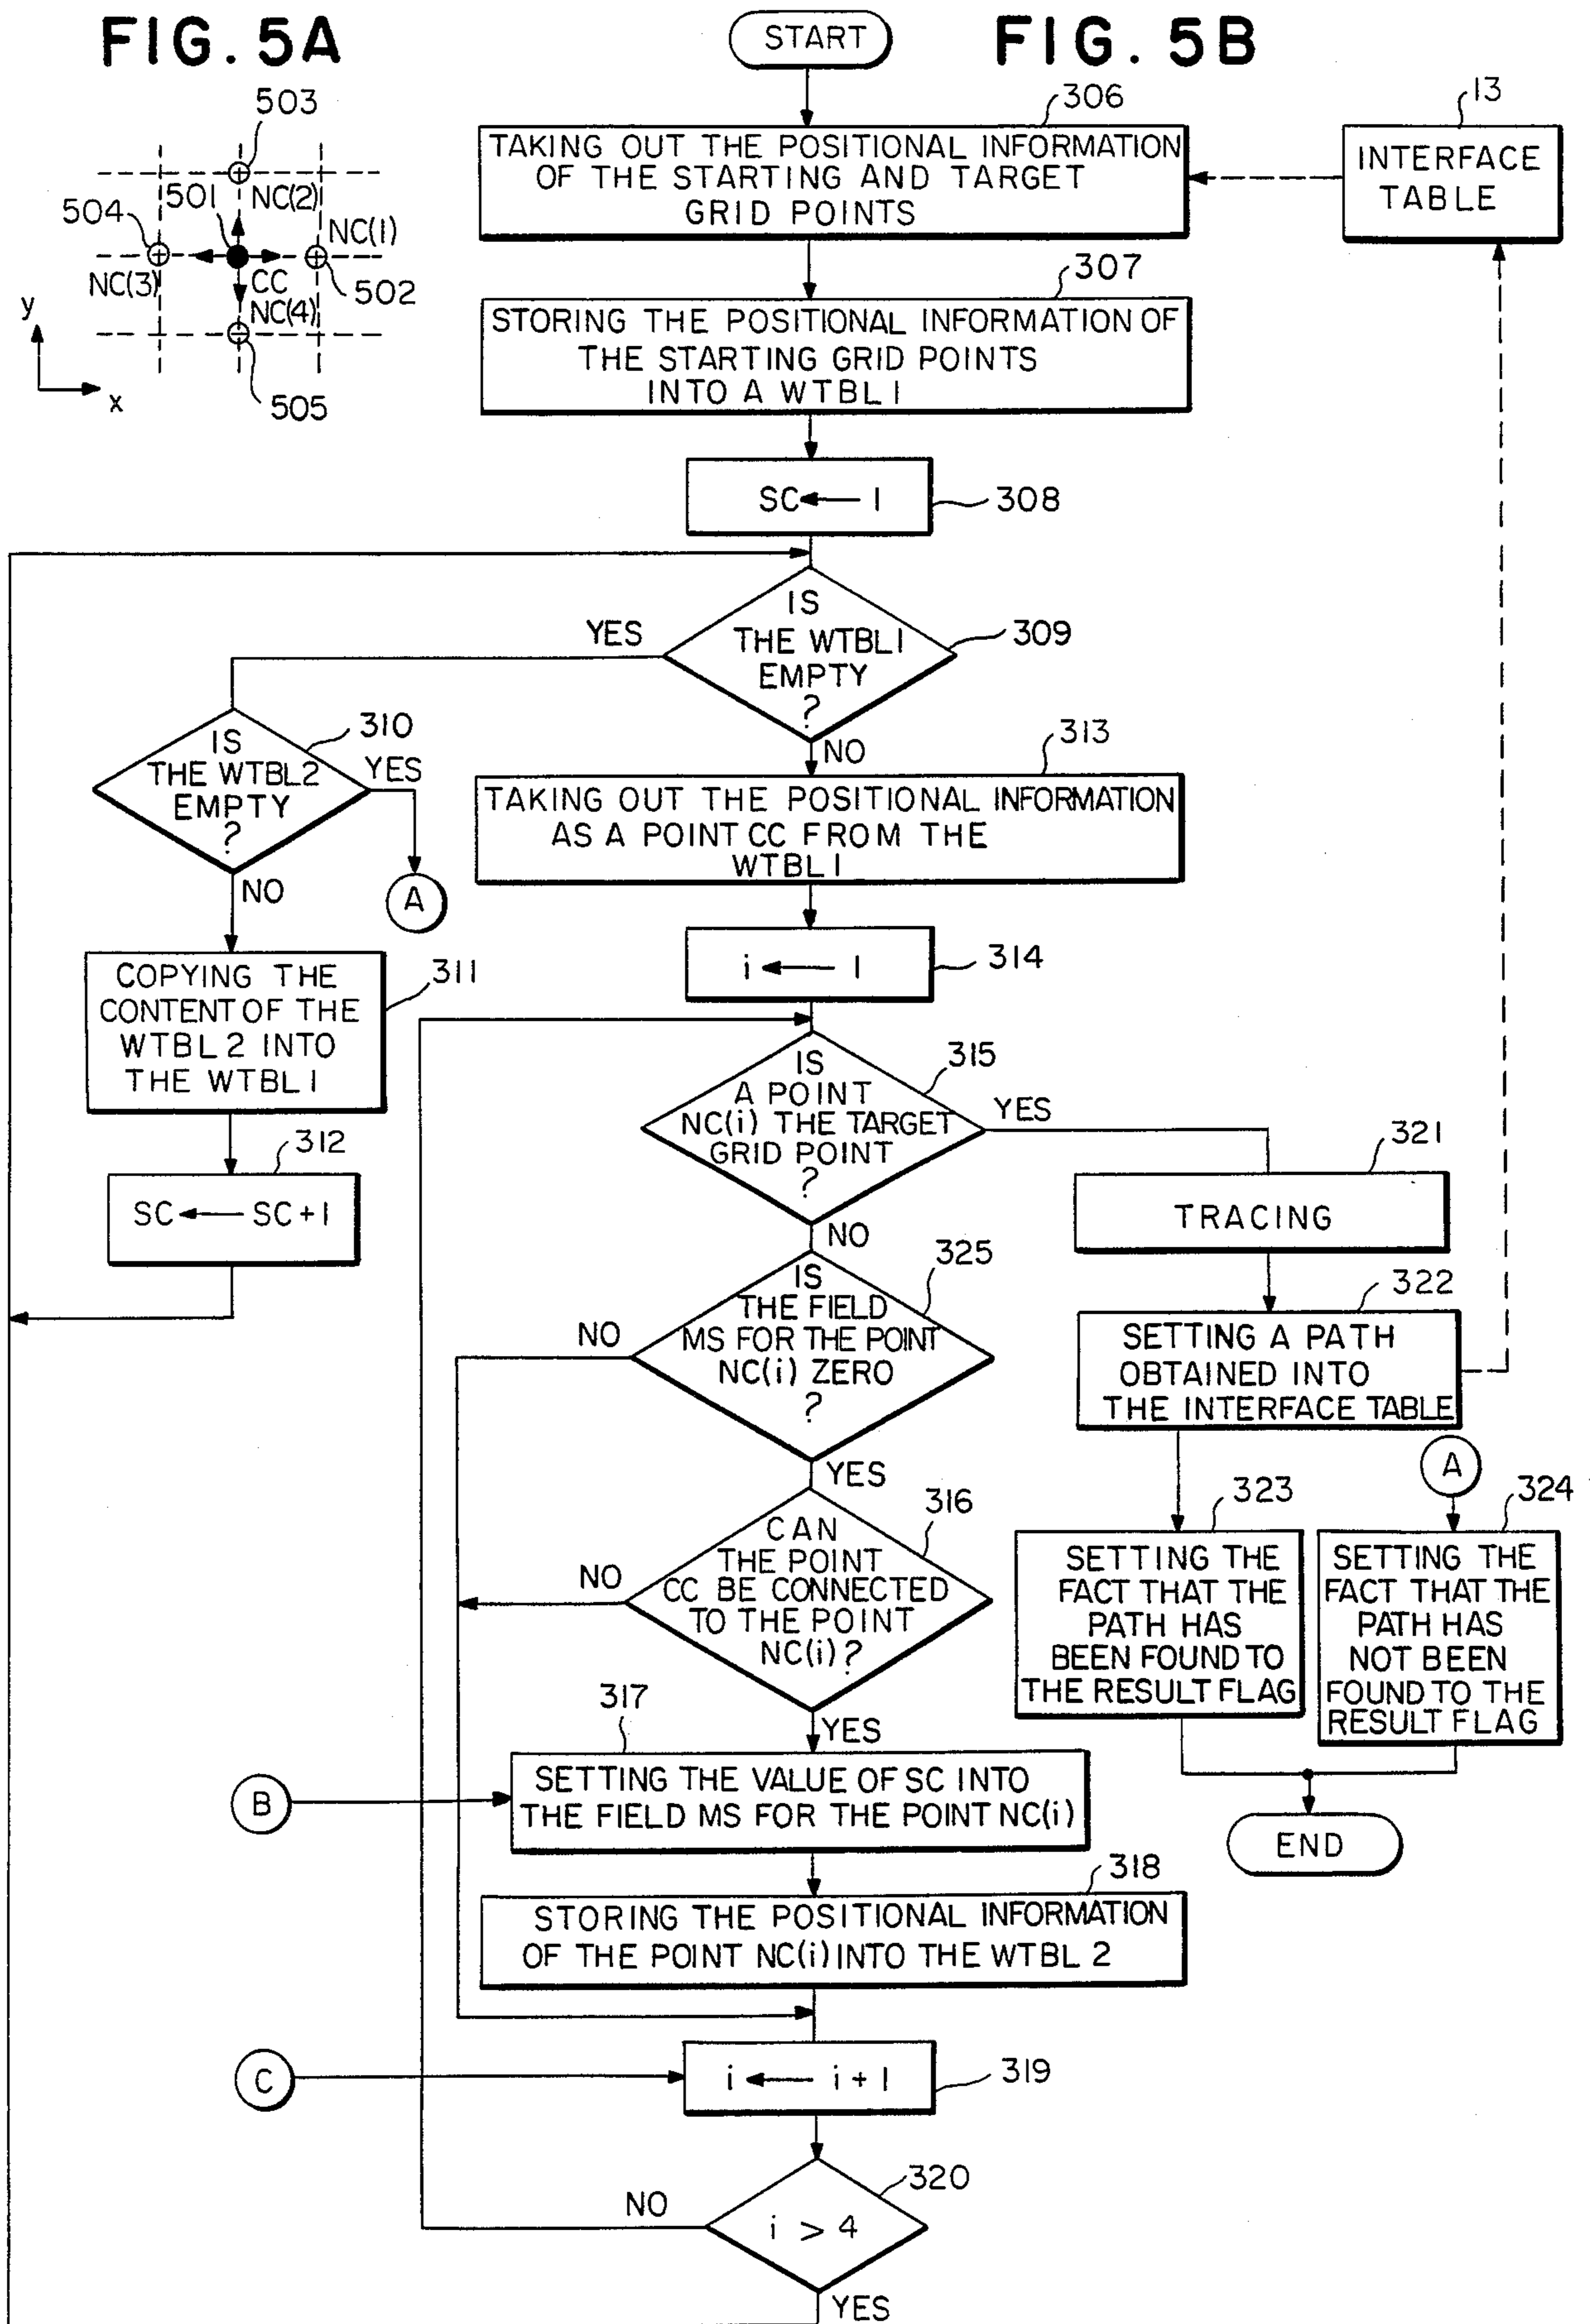 FIG. 5A
503
501
NC(2)
504
NC(1)
NC(3)
CC
502
NC(4)
y
x
505
FIG. 5B
START
306
TAKING OUT THE POSITIONAL INFORMATION
OF THE STARTING AND TARGET
GRID POINTS
13
INTERFACE
TABLE
307
STORING THE POSITIONAL INFORMATION OF
THE STARTING GRID POINTS
INTO A WTBL1
SC ← 1
308
IS
THE WTBL1
EMPTY
?
309
YES
NO
IS
THE WTBL2
EMPTY
?
310
YES
A
NO
313
TAKING OUT THE POSITIONAL INFORMATION
AS A POINT CC FROM THE
WTBL1
COPYING THE
CONTENT OF THE
WTBL2 INTO
THE WTBL1
311
i ← 1
314
312
SC ← SC+1
IS
A POINT
NC(i) THE TARGET
GRID POINT
?
315
YES
NO
321
TRACING
IS
THE FIELD
MS FOR THE POINT
NC(i) ZERO
?
325
NO
YES
322
SETTING A PATH
OBTAINED INTO
THE INTERFACE TABLE
CAN
THE POINT
CC BE CONNECTED
TO THE POINT
NC(i)?
316
NO
YES
323
SETTING THE
FACT THAT THE
PATH HAS
BEEN FOUND TO
THE RESULT FLAG
A
324
SETTING THE
FACT THAT THE
PATH HAS
NOT BEEN
FOUND TO THE
RESULT FLAG
END
317
B
SETTING THE VALUE OF SC INTO
THE FIELD MS FOR THE POINT NC(i)
318
STORING THE POSITIONAL INFORMATION
OF THE POINT NC(i) INTO THE WTBL 2
C
i ← i+1
319
320
i > 4
NO
YES